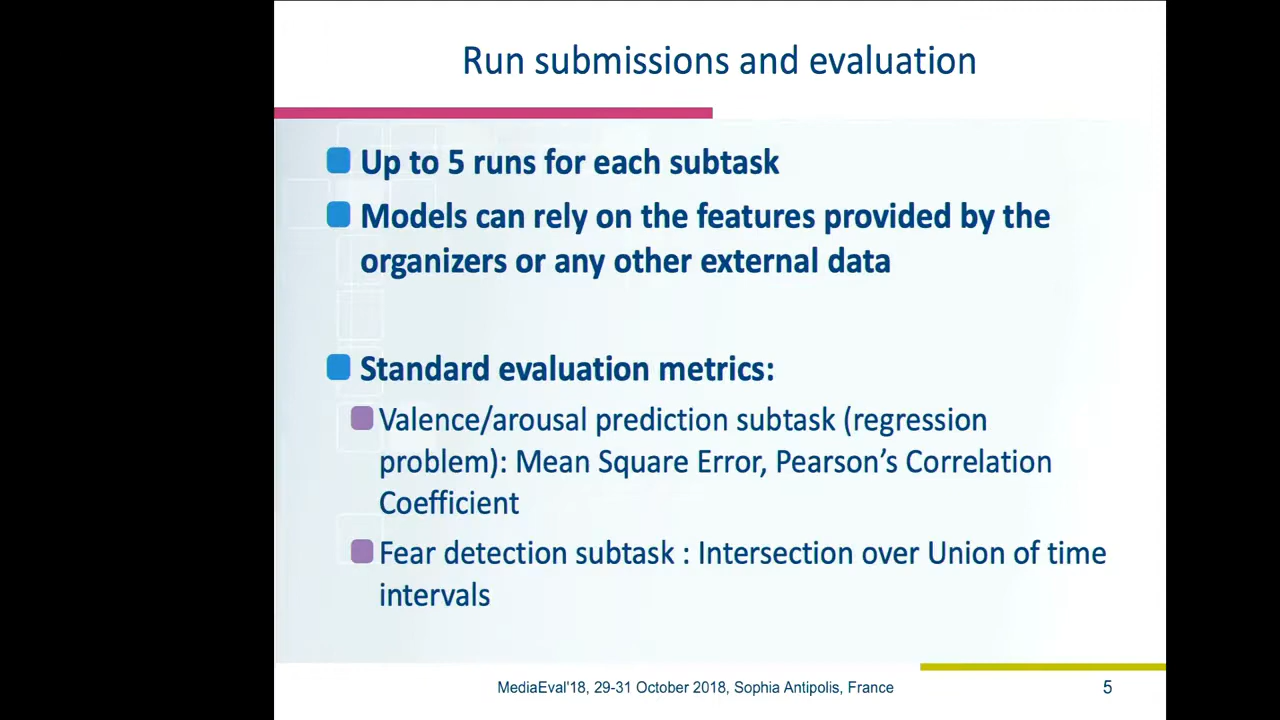 Run submissions and evaluation
Up to 5 runs for each subtask
Models can rely on the features provided by the
organizers or any other external data
Standard evaluation metrics:
Valence/arousal prediction subtask (regression
problem): Mean Square Error, Pearson’s Correlation
Coefficient
Fear detection subtask : Intersection over Union of time
intervals
MediaEval'18, 29-31 October 2018, Sophia Antipolis, France
5